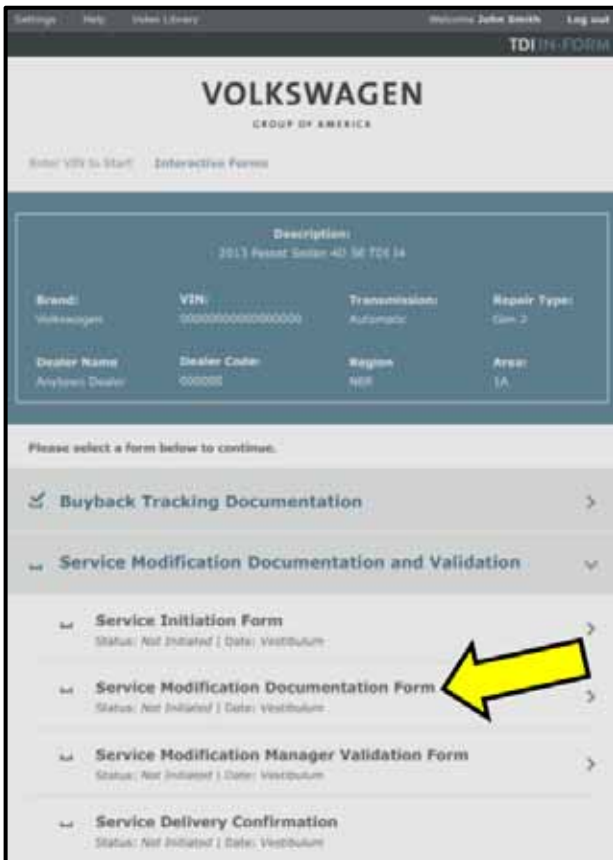 Settings Help Video Library Welcome John Smith Log out
TDI IN-FORM
VOLKSWAGEN
GROUP OF AMERICA
Enter VIN to Start Interactive Forms
Description:
2013 Passat Sedan 4D SE TDI I4
Brand: VIN: Transmission: Repair Type:
Volkswagen 00000000000000000 Automatic Gen 2
Dealer Name Dealer Code: Region Area:
Anytown Dealer 000000 NER 1A
Please select a form below to continue.
Buyback Tracking Documentation
Service Modification Documentation and Validation
Service Initiation Form
Status: Not Initiated | Date: Vestibulum
Service Modification Documentation Form
Status: Not Initiated | Date: Vestibulum
Service Modification Manager Validation Form
Status: Not Initiated | Date: Vestibulum
Service Delivery Confirmation
Status: Not Initiated | Date: Vestibulum